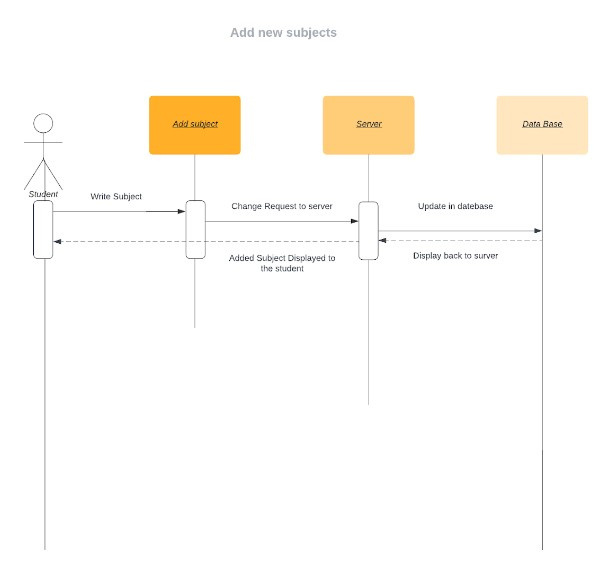 Add new subjects
Add subject
Server
Data Base
Student
Write Subject
Change Request to server
Update in datebase
Added Subject Displayed to
the student
Display back to surver